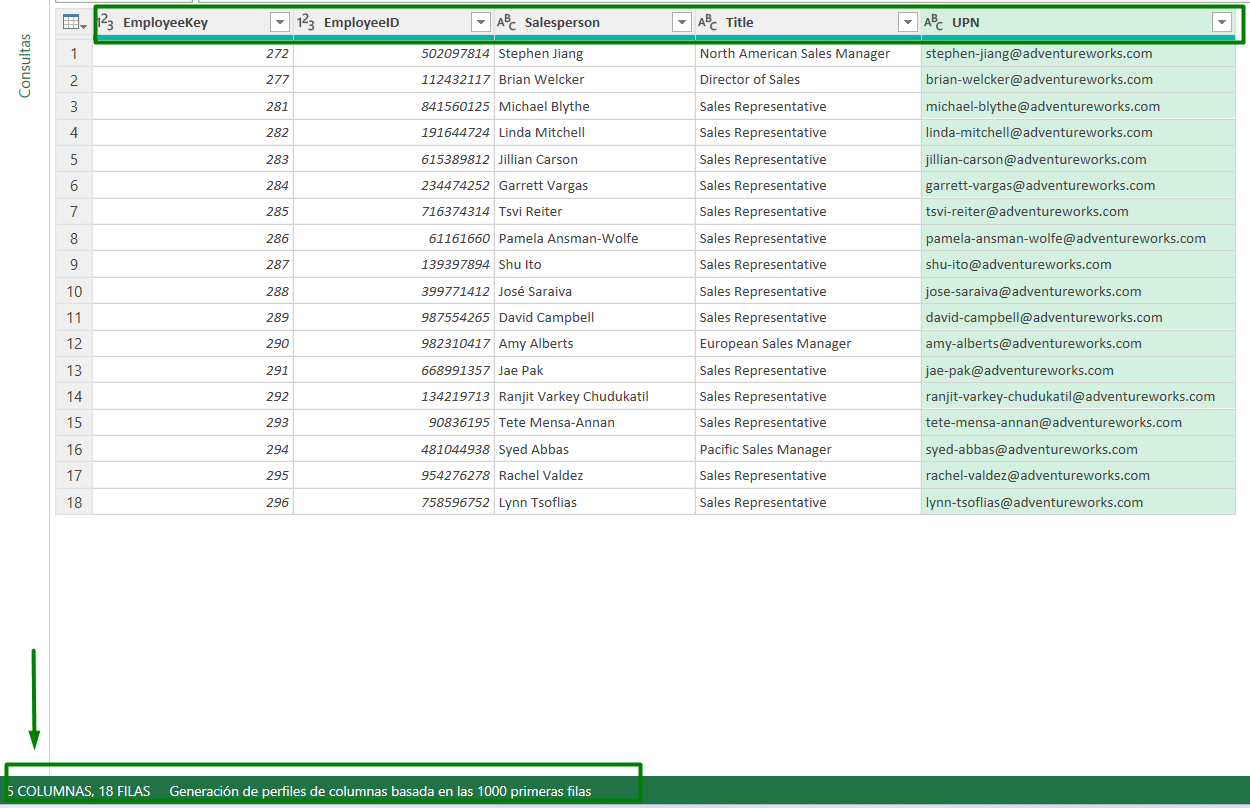 Consultas
123 EmployeeKey 123 EmployeeID ABC Salesperson ABC Title ABC UPN
1 272 502097814 Stephen Jiang North American Sales Manager stephen-jiang@adventureworks.com
2 277 112432117 Brian Welcker Director of Sales brian-welcker@adventureworks.com
3 281 841560125 Michael Blythe Sales Representative michael-blythe@adventureworks.com
4 282 191644724 Linda Mitchell Sales Representative linda-mitchell@adventureworks.com
5 283 615389812 Jillian Carson Sales Representative jillian-carson@adventureworks.com
6 284 234474252 Garrett Vargas Sales Representative garrett-vargas@adventureworks.com
7 285 716374314 Tsvi Reiter Sales Representative tsvi-reiter@adventureworks.com
8 286 61161660 Pamela Ansman-Wolfe Sales Representative pamela-ansman-wolfe@adventureworks.com
9 287 139397894 Shu Ito Sales Representative shu-ito@adventureworks.com
10 288 399771412 José Saraiva Sales Representative jose-saraiva@adventureworks.com
11 289 987554265 David Campbell Sales Representative david-campbell@adventureworks.com
12 290 982310417 Amy Alberts European Sales Manager amy-alberts@adventureworks.com
13 291 668991357 Jae Pak Sales Representative jae-pak@adventureworks.com
14 292 134219713 Ranjit Varkey Chudukatil Sales Representative ranjit-varkey-chudukatil@adventureworks.com
15 293 90836195 Tete Mensa-Annan Sales Representative tete-mensa-annan@adventureworks.com
16 294 481044938 Syed Abbas Pacific Sales Manager syed-abbas@adventureworks.com
17 295 954276278 Rachel Valdez Sales Representative rachel-valdez@adventureworks.com
18 296 758596752 Lynn Tsoflias Sales Representative lynn-tsoflias@adventureworks.com
5 COLUMNAS, 18 FILAS Generación de perfiles de columnas basada en las 1000 primeras filas